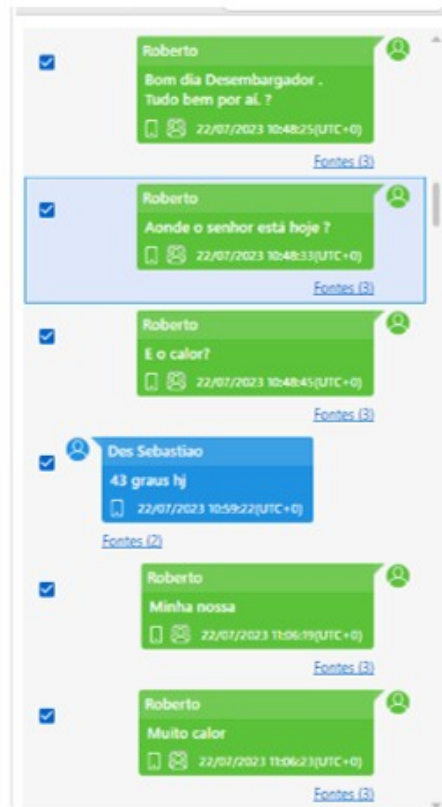 Roberto
Bom dia Desembargador .
Tudo bem por aí. ?
22/07/2023 10:48:25(UTC+0)
Fontes (3)
Roberto
Aonde o senhor está hoje ?
22/07/2023 10:48:33(UTC+0)
Fontes (3)
Roberto
E o calor?
22/07/2023 10:48:45(UTC+0)
Fontes (3)
Des Sebastiao
43 graus hj
22/07/2023 10:59:22(UTC+0)
Fontes (2)
Roberto
Minha nossa
22/07/2023 11:06:19(UTC+0)
Fontes (3)
Roberto
Muito calor
22/07/2023 11:06:23(UTC+0)
Fontes (3)